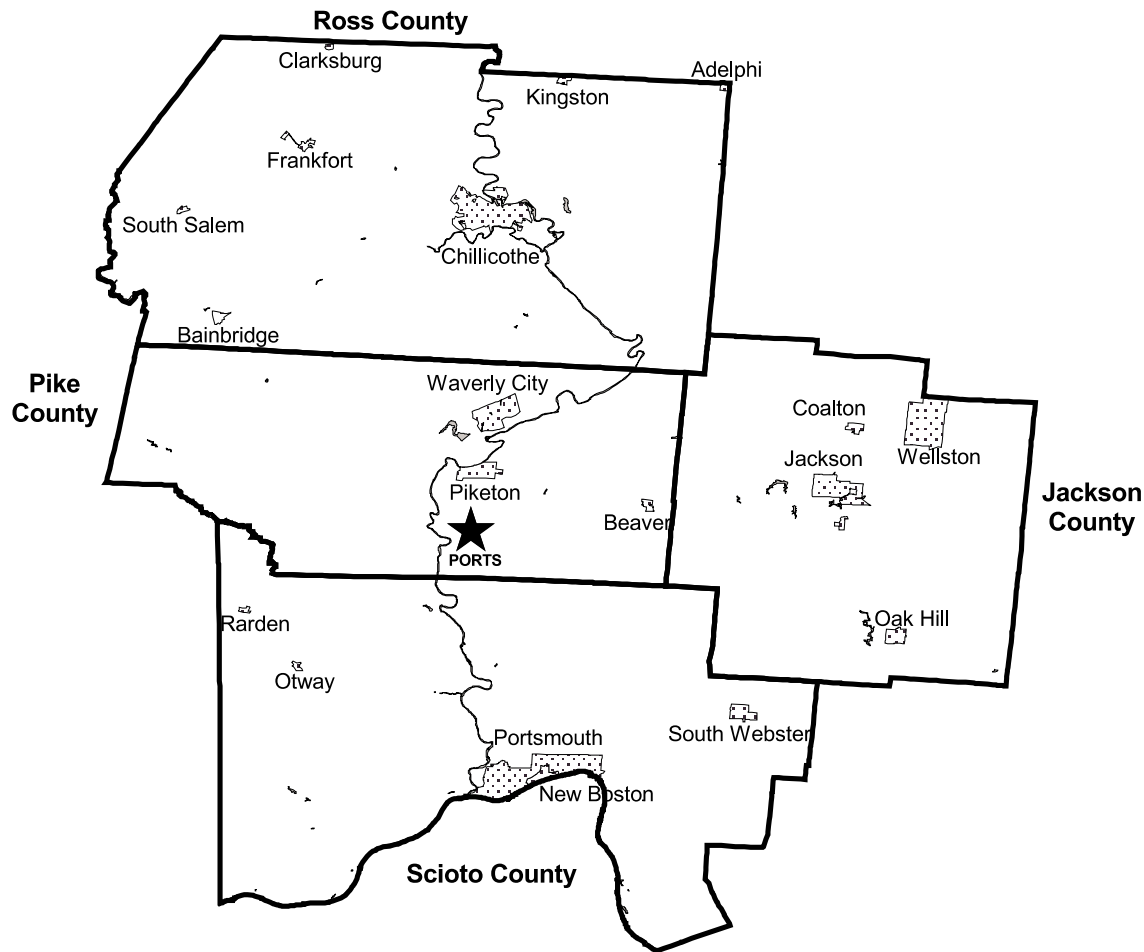 Ross County
Clarksburg
Adelphi
Kingston
Frankfort
South Salem
Chillicothe
Bainbridge
Pike
County
Waverly City
Coalton
Wellston
Jackson
Piketon
Jackson
County
Beaver
PORTS
Rarden
Oak Hill
Otway
South Webster
Portsmouth
New Boston
Scioto County